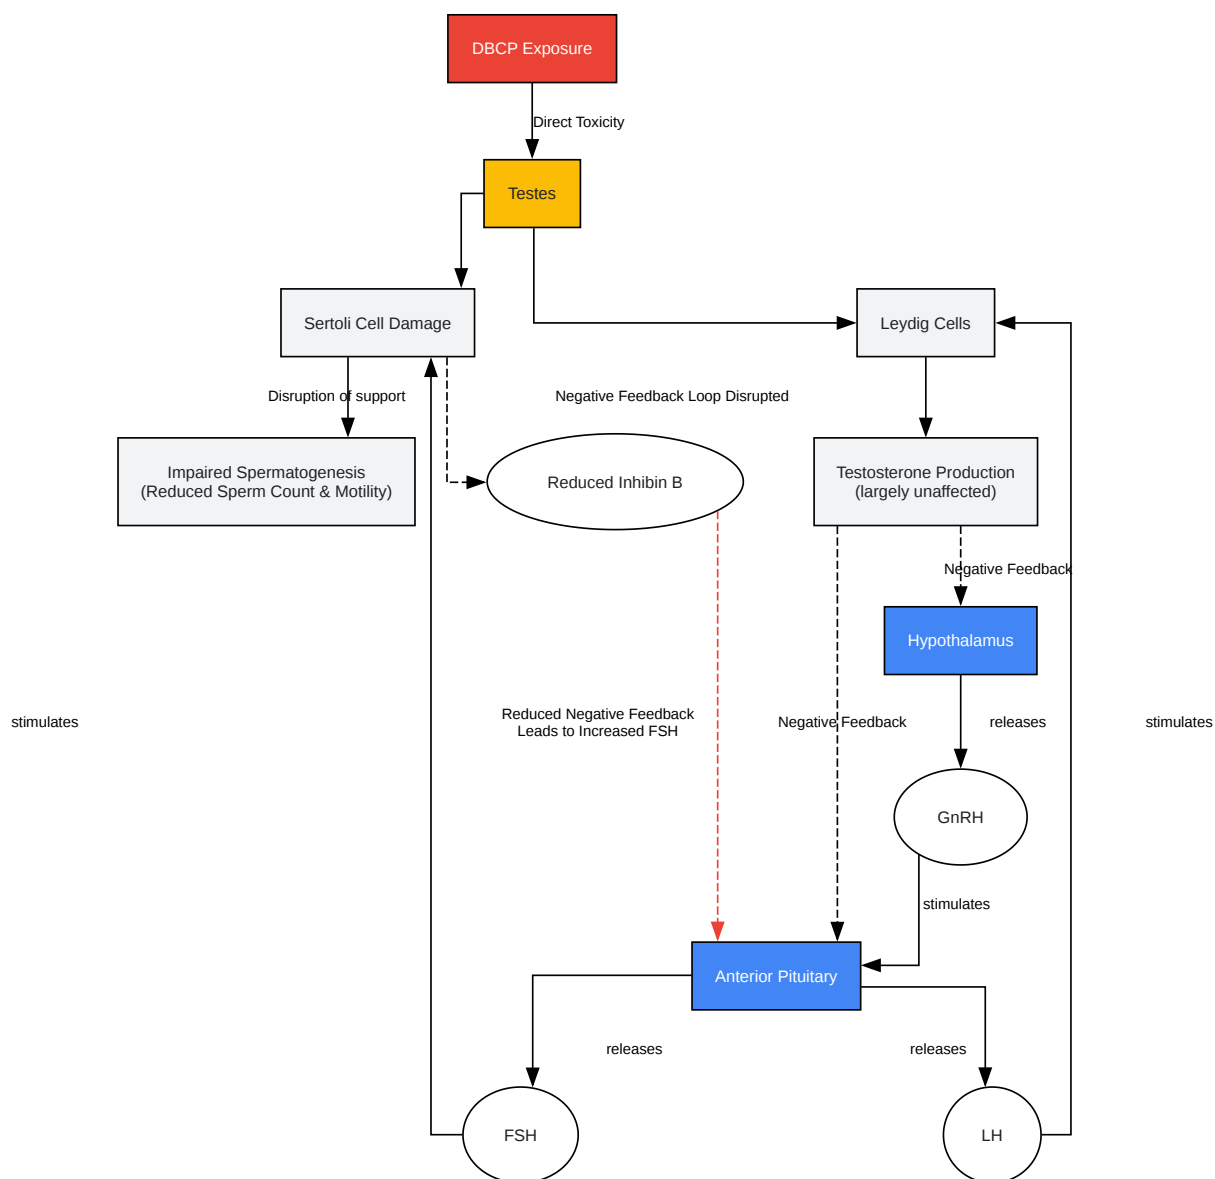 DBCP Exposure
Direct Toxicity
Testes
Sertoli Cell Damage
Leydig Cells
Disruption of support
Negative Feedback Loop Disrupted
Impaired Spermatogenesis
(Reduced Sperm Count & Motility)
Reduced Inhibin B
Testosterone Production
(largely unaffected)
Negative Feedback
Hypothalamus
stimulates
Reduced Negative Feedback
Leads to Increased FSH
Negative Feedback
releases
stimulates
GnRH
stimulates
Anterior Pituitary
releases
releases
FSH
LH